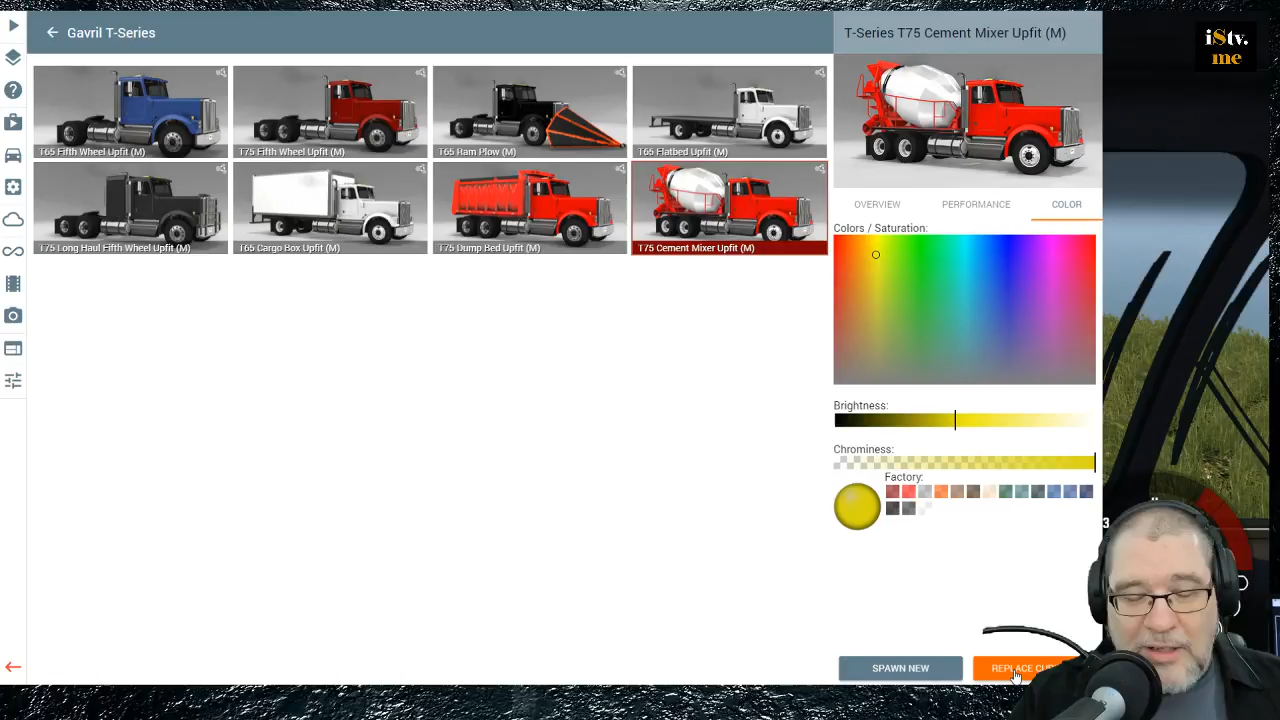 Gavril T-Series
T-Series T75 Cement Mixer Upfit (M)
iStv.
me
T65 Fifth Wheel Upfit (M)
T75 Fifth Wheel Upfit (M)
T65 Ram Plow (M)
T65 Flatbed Upfit (M)
T75 Long Haul Fifth Wheel Upfit (M)
T65 Cargo Box Upfit (M)
T75 Dump Bed Upfit (M)
T75 Cement Mixer Upfit (M)
OVERVIEW
PERFORMANCE
COLOR
Colors / Saturation:
Brightness:
Chrominess:
Factory:
3
SPAWN NEW
REPLACE